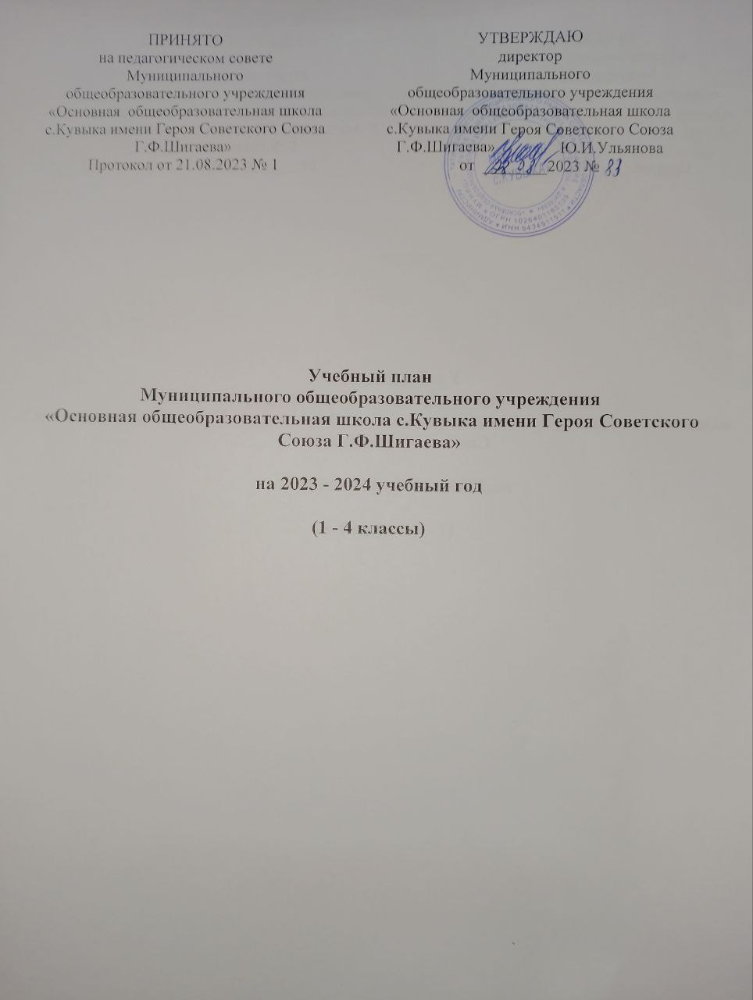 ПРИНЯТО
на педагогическом совете
Муниципального
общеобразовательного учреждения
«Основная общеобразовательная школа
с.Кувыка имени Героя Советского Союза
Г.Ф.Шигаева»
Протокол от 21.08.2023 № 1
УТВЕРЖДАЮ
директор
Муниципального
общеобразовательного учреждения
«Основная общеобразовательная школа
с.Кувыка имени Героя Советского Союза
Г.Ф.Шигаева» Ю.И.Ульянова
от 22 08 2023 № 83
Учебный план
Муниципального общеобразовательного учреждения
«Основная общеобразовательная школа с.Кувыка имени Героя Советского
Союза Г.Ф.Шигаева»
на 2023 - 2024 учебный год
(1 - 4 классы)